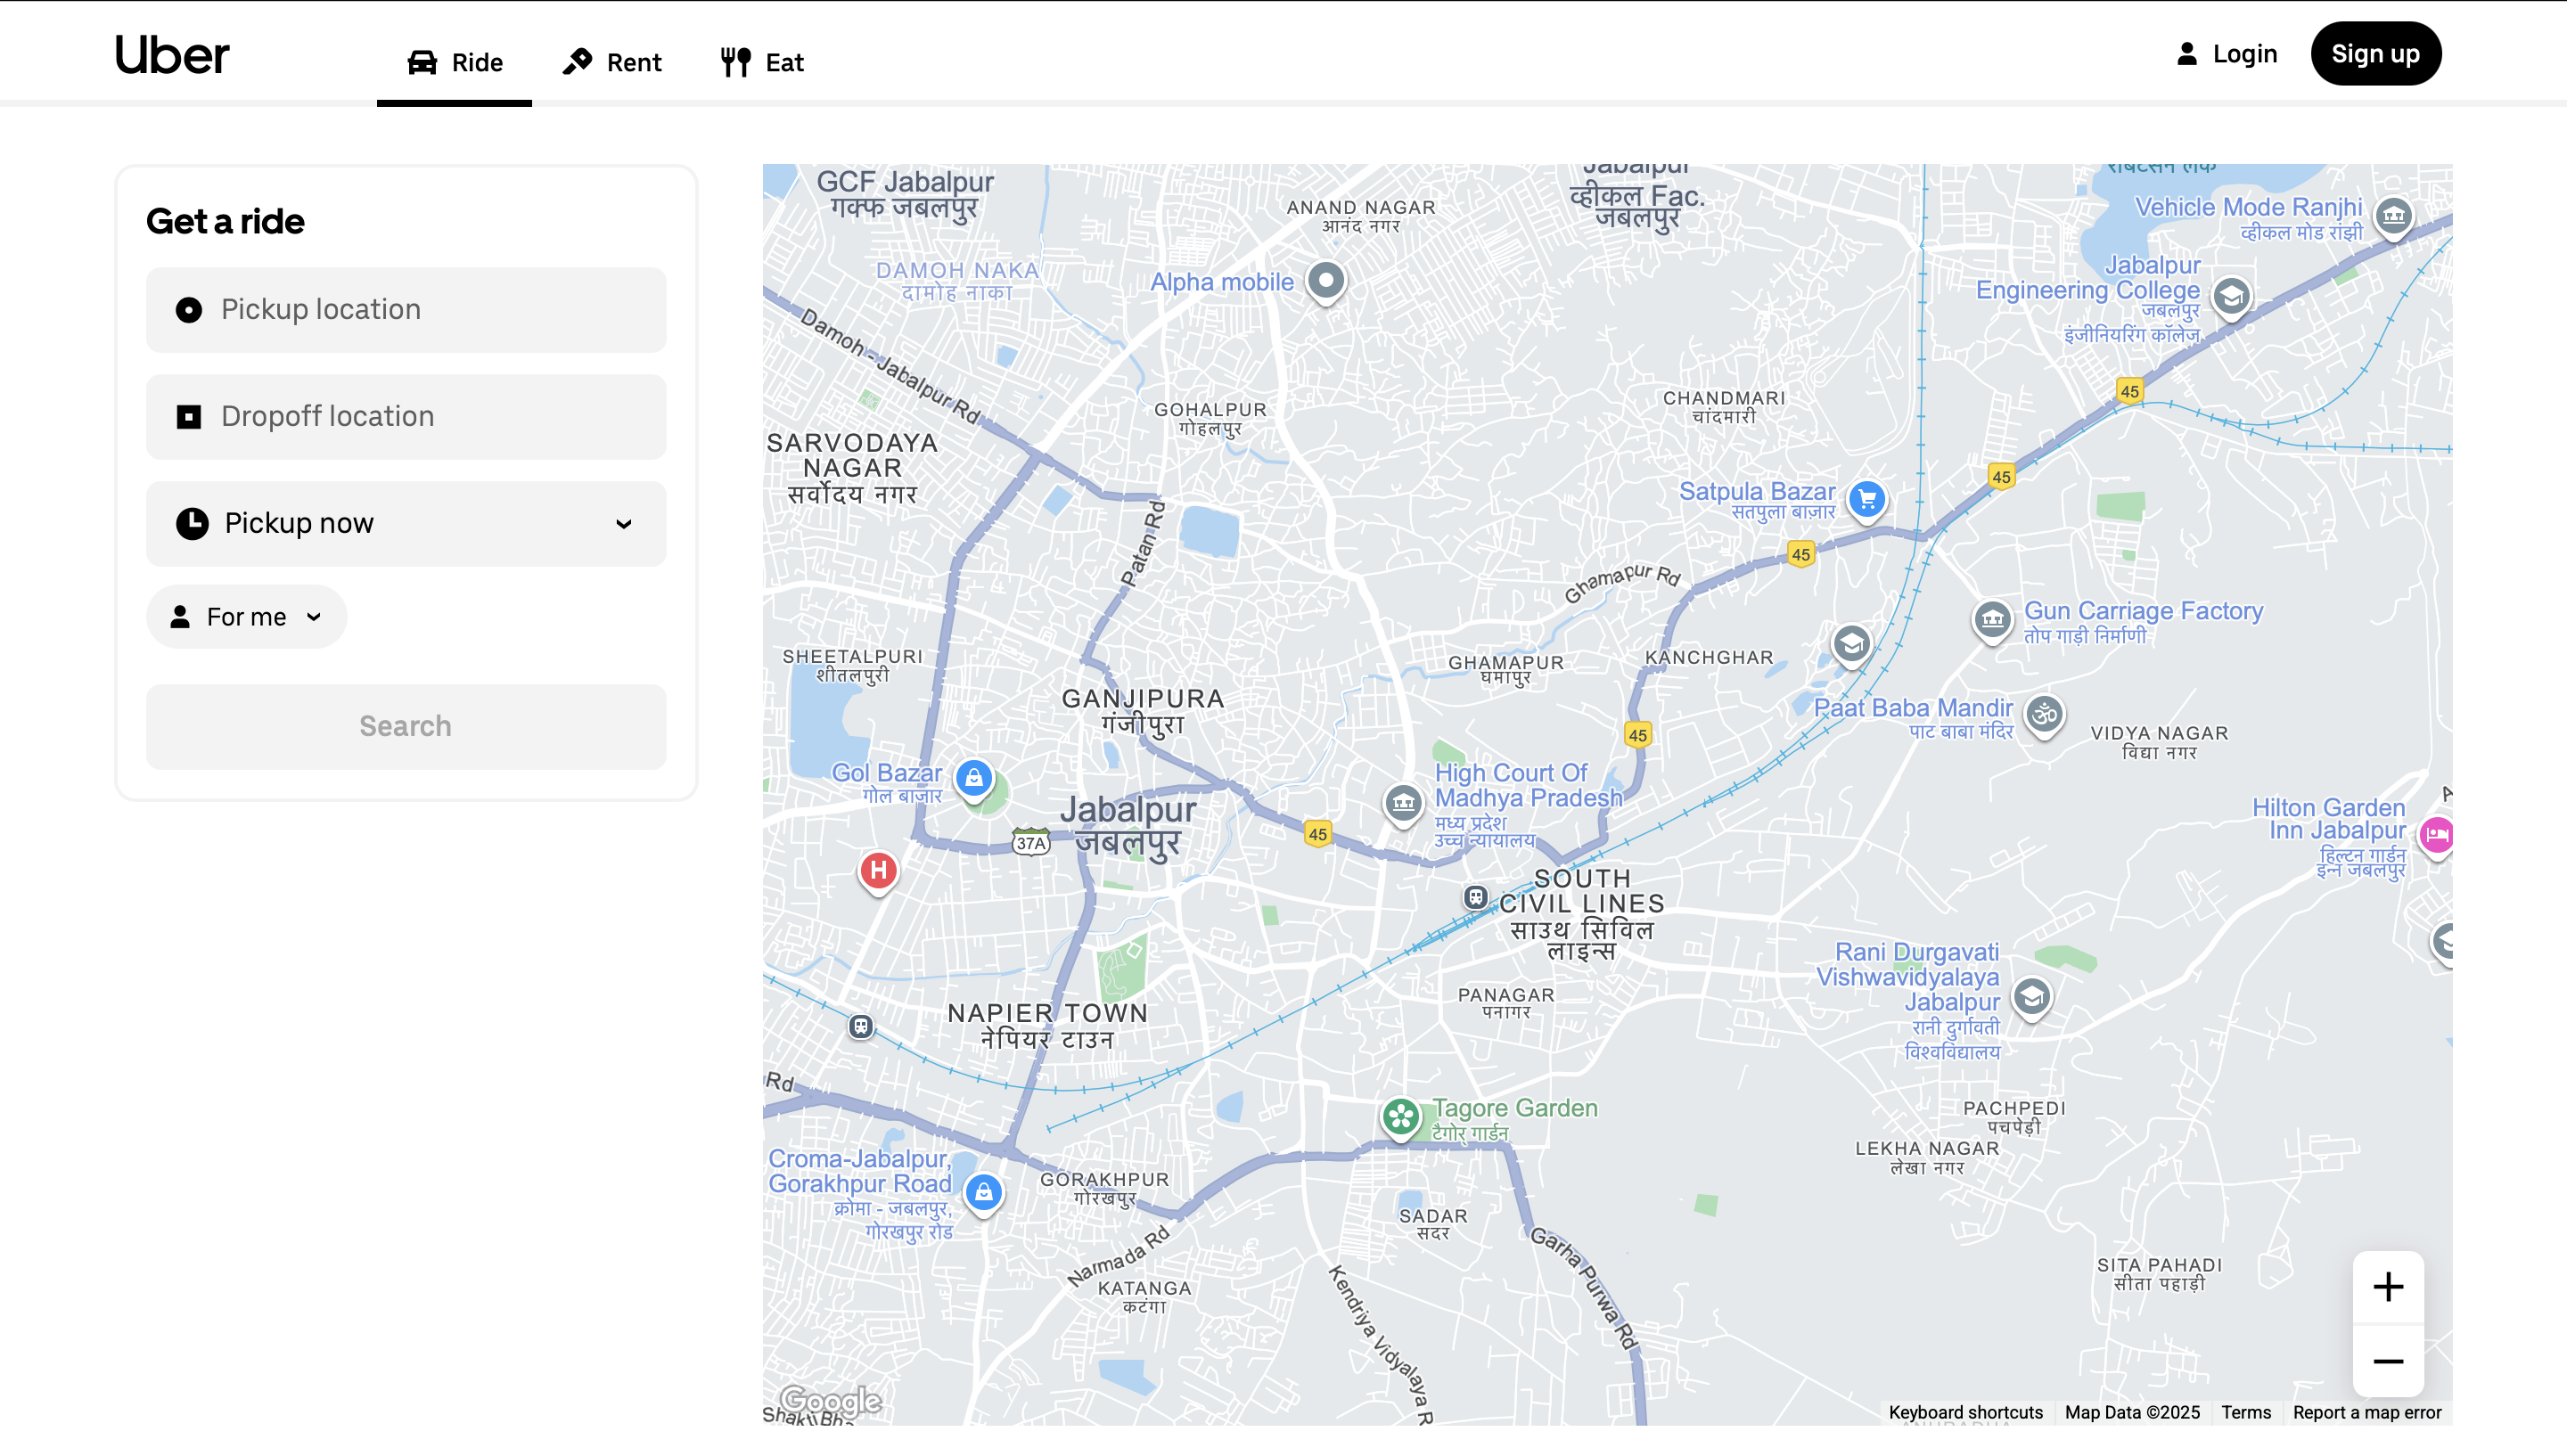 Uber
Ride
Rent
Eat
Login
Sign up
Get a ride
Pickup location
Dropoff location
Pickup now
For me
Search
GCF Jabalpur
गक्फ जबलपुर
Jabalpur
व्हीकल Fac.
जबलपुर
ANAND NAGAR
आनंद नगर
Vehicle Mode Ranjhi
व्हीकल मोड रांझी
DAMOH NAKA
दामोह नाका
Alpha mobile
Jabalpur
Engineering College
जबलपुर
इंजीनियरिंग कॉलेज
Damoh - Jabalpur Rd
45
CHANDMARI
चांदमारी
GOHALPUR
गोहलपुर
SARVODAYA
NAGAR
सर्वोदय नगर
45
Satpula Bazar
सतपुला बाज़ार
Patan Rd
45
Ghamapur Rd
Gun Carriage Factory
तोप गाड़ी निर्माणी
SHEETALPURI
शीतलपुरी
GHAMAPUR
घमापुर
KANCHGHAR
GANJIPURA
गंजीपुरा
Paat Baba Mandir
पाट बाबा मंदिर
VIDYA NAGAR
विद्या नगर
45
Gol Bazar
गोल बाजार
High Court Of
Madhya Pradesh
मध्य प्रदेश
उच्च न्यायालय
Jabalpur
जबलपुर
Hilton Garden
Inn Jabalpur
हिल्टन गार्डन
इन्न जबलपुर
45
37A
H
SOUTH
CIVIL LINES
साउथ सिविल
लाइन्स
Rani Durgavati
Vishwavidyalaya
Jabalpur
रानी दुर्गावती
विश्वविद्यालय
PANAGAR
पनागर
NAPIER TOWN
नेपियर टाउन
Rd
Tagore Garden
टैगोर गार्डन
PACHPEDI
पचपेड़ी
LEKHA NAGAR
लेखा नगर
Croma-Jabalpur,
Gorakhpur Road
क्रोमा - जबलपुर,
गोरखपुर रोड
GORAKHPUR
गोरखपुर
SADAR
सदर
Narmada Rd
Garha Purwa Rd
SITA PAHADI
सीता पहाड़ी
KATANGA
कटंगा
Kendriya Vidyalaya R
Google
Keyboard shortcuts
Map Data ©2025
Terms
Report a map error